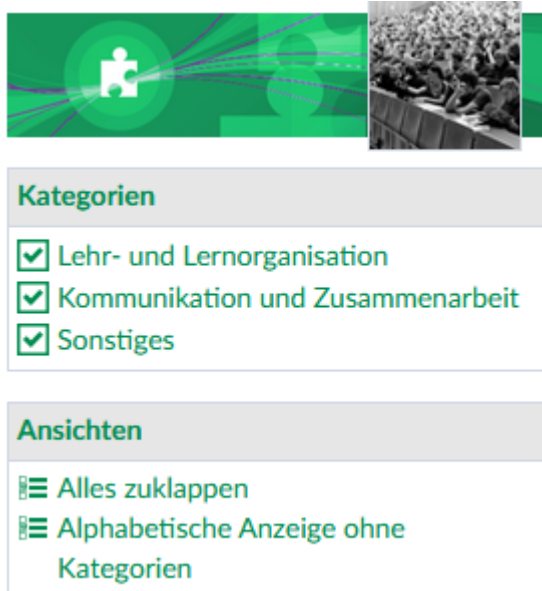 Kategorien
Lehr- und Lernorganisation
Kommunikation und Zusammenarbeit
Sonstiges
Ansichten
Alles zuklappen
Alphabetische Anzeige ohne
Kategorien